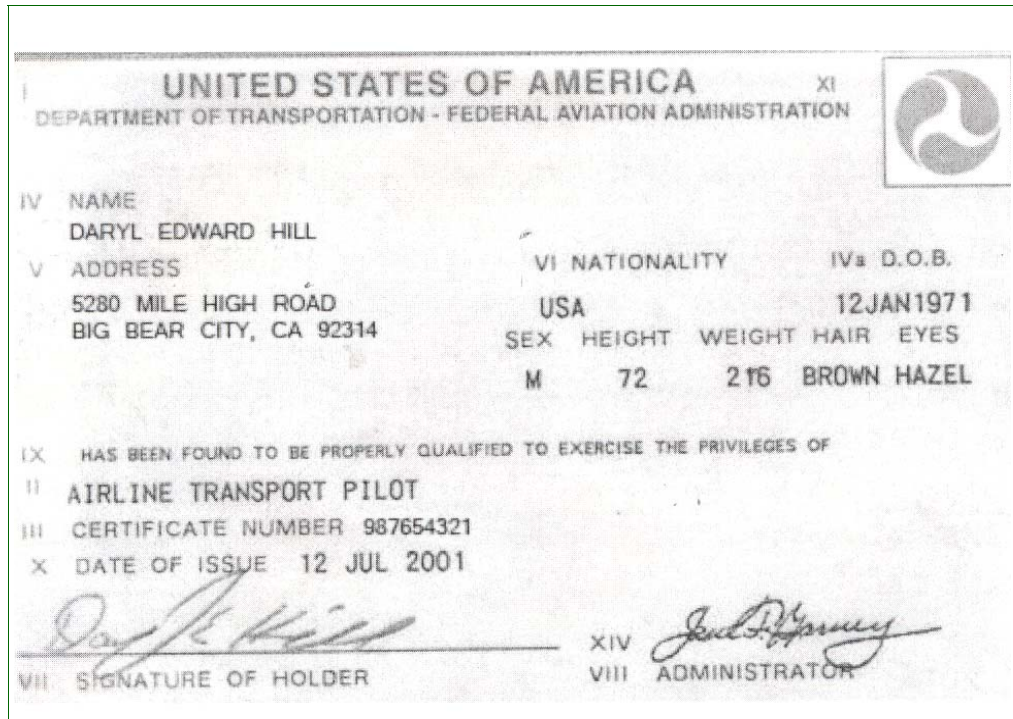 UNITED STATES OF AMERICA XI
DEPARTMENT OF TRANSPORTATION - FEDERAL AVIATION ADMINISTRATION
IV NAME
DARYL EDWARD HILL
V ADDRESS VI NATIONALITY IVa D.O.B.
5280 MILE HIGH ROAD USA 12JAN1971
BIG BEAR CITY, CA 92314
SEX HEIGHT WEIGHT HAIR EYES
M 72 216 BROWN HAZEL
IX HAS BEEN FOUND TO BE PROPERLY QUALIFIED TO EXERCISE THE PRIVILEGES OF
II AIRLINE TRANSPORT PILOT
III CERTIFICATE NUMBER 987654321
X DATE OF ISSUE 12 JUL 2001
XIV
VII SIGNATURE OF HOLDER VIII ADMINISTRATOR